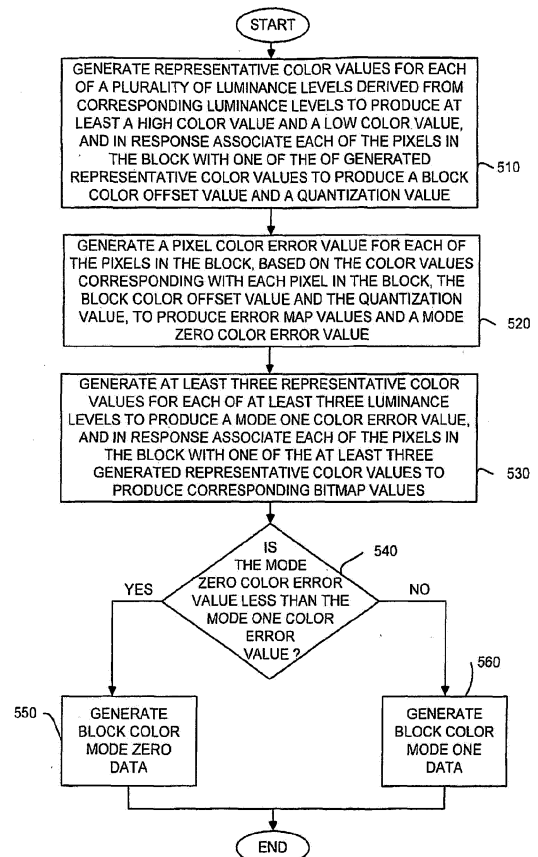 START
GENERATE REPRESENTATIVE COLOR VALUES FOR EACH
OF A PLURALITY OF LUMINANCE LEVELS DERIVED FROM
CORRESPONDING LUMINANCE LEVELS TO PRODUCE AT
LEAST A HIGH COLOR VALUE AND A LOW COLOR VALUE,
AND IN RESPONSE ASSOCIATE EACH OF THE PIXELS IN
THE BLOCK WITH ONE OF THE OF GENERATED
REPRESENTATIVE COLOR VALUES TO PRODUCE A BLOCK
COLOR OFFSET VALUE AND A QUANTIZATION VALUE
510
GENERATE A PIXEL COLOR ERROR VALUE FOR EACH OF
THE PIXELS IN THE BLOCK, BASED ON THE COLOR VALUES
CORRESPONDING WITH EACH PIXEL IN THE BLOCK, THE
BLOCK COLOR OFFSET VALUE AND THE QUANTIZATION
VALUE, TO PRODUCE ERROR MAP VALUES AND A MODE
ZERO COLOR ERROR VALUE
520
GENERATE AT LEAST THREE REPRESENTATIVE COLOR
VALUES FOR EACH OF AT LEAST THREE LUMINANCE
LEVELS TO PRODUCE A MODE ONE COLOR ERROR VALUE,
AND IN RESPONSE ASSOCIATE EACH OF THE PIXELS IN
THE BLOCK WITH ONE OF THE AT LEAST THREE
GENERATED REPRESENTATIVE COLOR VALUES TO
PRODUCE CORRESPONDING BITMAP VALUES
530
IS
THE MODE
ZERO COLOR ERROR
VALUE LESS THAN THE
MODE ONE COLOR
ERROR
VALUE ?
540
YES
NO
550
GENERATE
BLOCK COLOR
MODE ZERO
DATA
560
GENERATE
BLOCK COLOR
MODE ONE
DATA
END